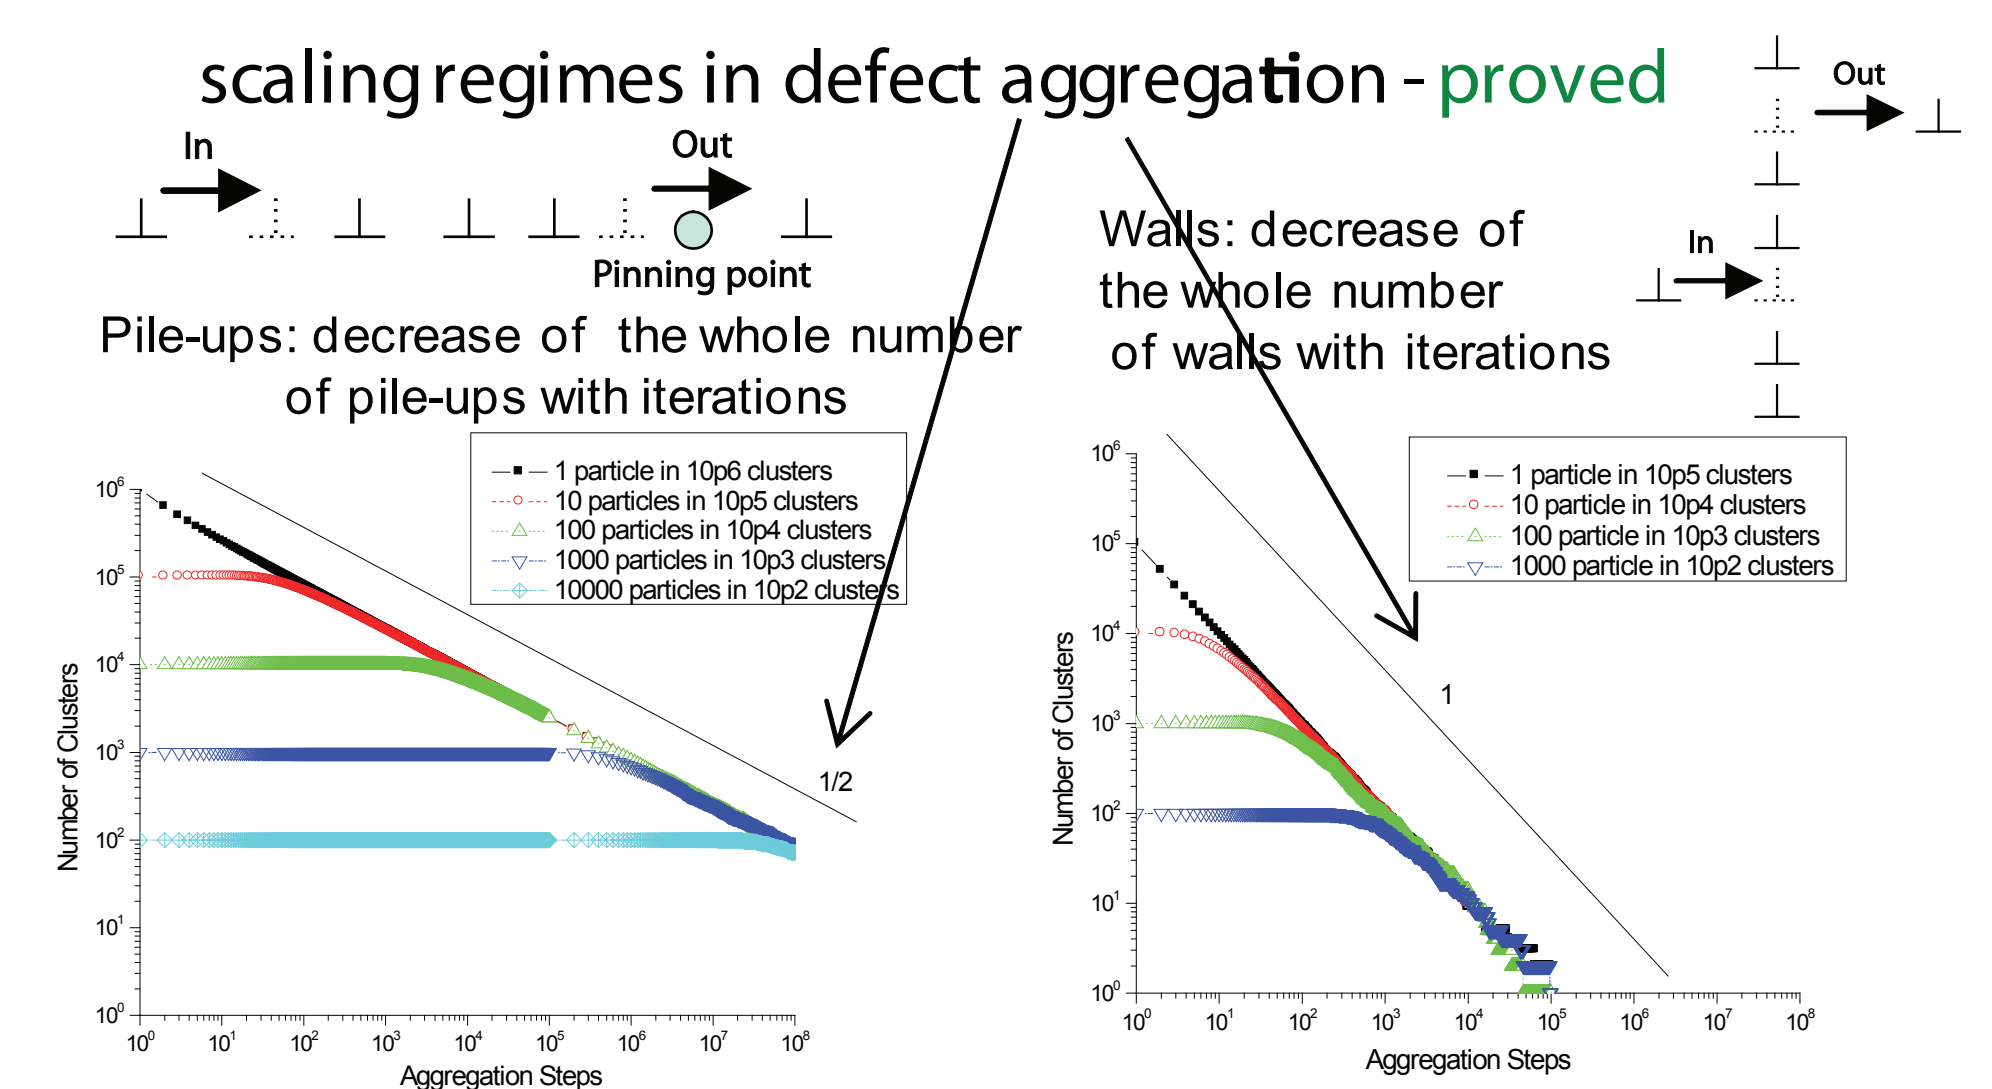 scaling regimes in defect aggregation - proved
In
Out
Pinning point
Pile-ups: decrease of the whole number
of pile-ups with iterations
1 particle in 10p6 clusters
10 particles in 10p5 clusters
100 particles in 10p4 clusters
1000 particles in 10p3 clusters
10000 particles in 10p2 clusters
10^6
10^5
10^4
10^3
10^2
10^1
10^0
Number of Clusters
1/2
10^0 10^1 10^2 10^3 10^4 10^5 10^6 10^7 10^8
Aggregation Steps
Out
In
Walls: decrease of
the whole number
of walls with iterations
1 particle in 10p5 clusters
10 particle in 10p4 clusters
100 particle in 10p3 clusters
1000 particle in 10p2 clusters
10^6
10^5
10^4
10^3
10^2
10^1
10^0
Number of Clusters
1
10^0 10^1 10^2 10^3 10^4 10^5 10^6 10^7 10^8
Aggregation Steps